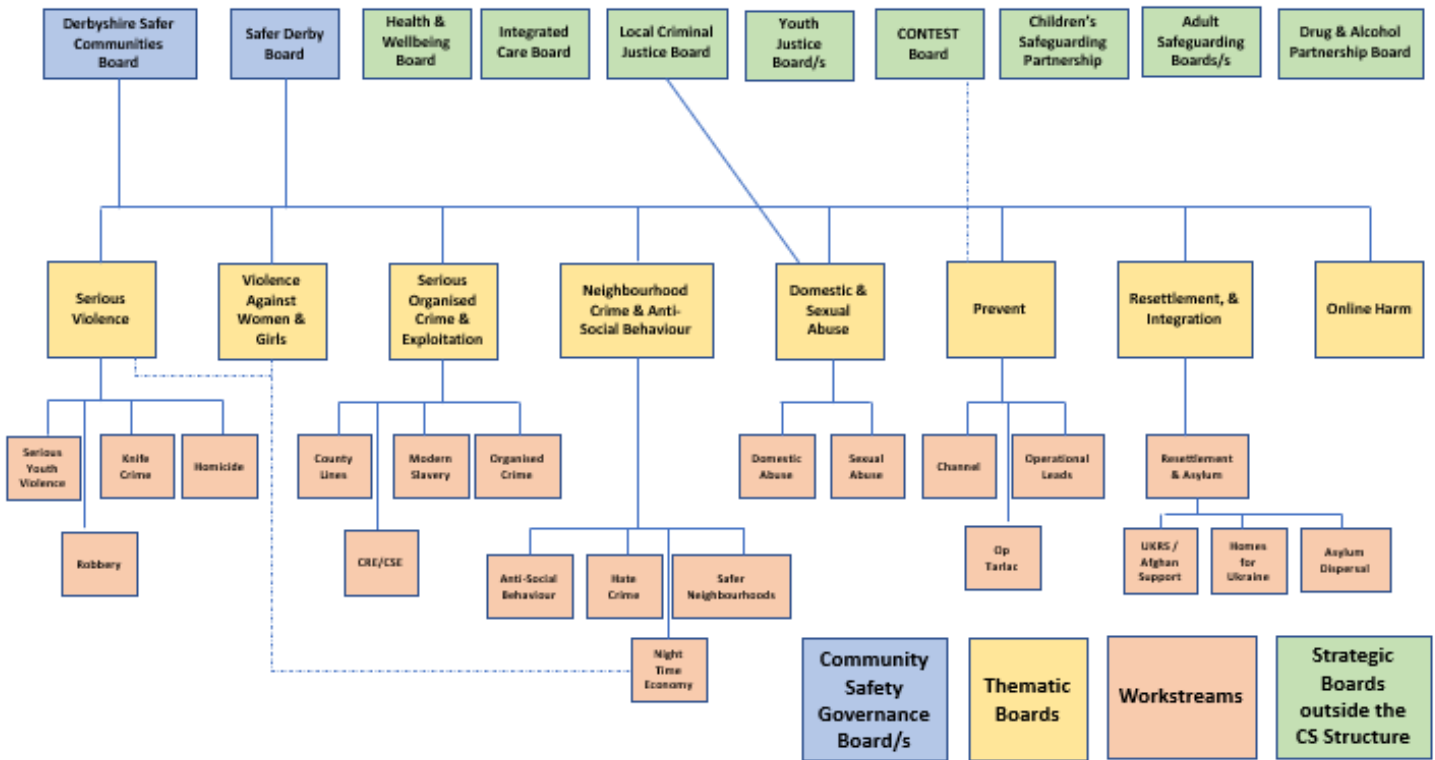 Derbyshire Safer
Communities
Board
Safer Derby
Board
Health &
Wellbeing
Board
Integrated
Care Board
Local Criminal
Justice Board
Youth
Justice
Board/s
CONTEST
Board
Children's
Safeguarding
Partnership
Adult
Safeguarding
Boards/s
Drug & Alcohol
Partnership Board
Serious
Violence
Violence
Against
Women &
Girls
Serious
Organised
Crime &
Exploitation
Neighbourhood
Crime & Anti-
Social Behaviour
Domestic &
Sexual
Abuse
Prevent
Resettlement, &
Integration
Online Harm
Serious
Youth
Violence
Knife
Crime
Homicide
County
Lines
Modern
Slavery
Organised
Crime
Domestic
Abuse
Sexual
Abuse
Channel
Operational
Leads
Resettlement
& Asylum
Robbery
CRE/CSE
Anti-Social
Behaviour
Hate
Crime
Safer
Neighbourhoods
Op
Tarlac
UKRS /
Afghan
Support
Homes
for
Ukraine
Asylum
Dispersal
Night
Time
Economy
Community
Safety
Governance
Board/s
Thematic
Boards
Workstreams
Strategic
Boards
outside the
CS Structure